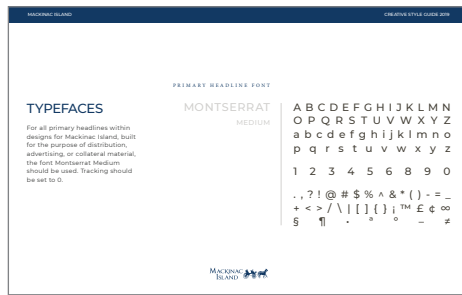 MACKINAC ISLAND
CREATIVE STYLE GUIDE 2019
PRIMARY HEADLINE FONT
TYPEFACES
For all primary headlines within
designs for Mackinac Island, built
for the purpose of distribution,
advertising, or collateral material,
the font Montserrat Medium
should be used. Tracking should
be set to 0.
MONTSERRAT
MEDIUM
A B C D E F G H I J K L M N
O P Q R S T U V W X Y Z
a b c d e f g h i j k l m n o
p q r s t u v w x y z
1 2 3 4 5 6 8 9 0
. , ? ! @ # $ % ^ & * ( ) - = _
+ < > / \ | [ ] { } ¡ ™ £ ¢ ∞
§ ¶ • ª º – ≠
MACKINAC
ISLAND